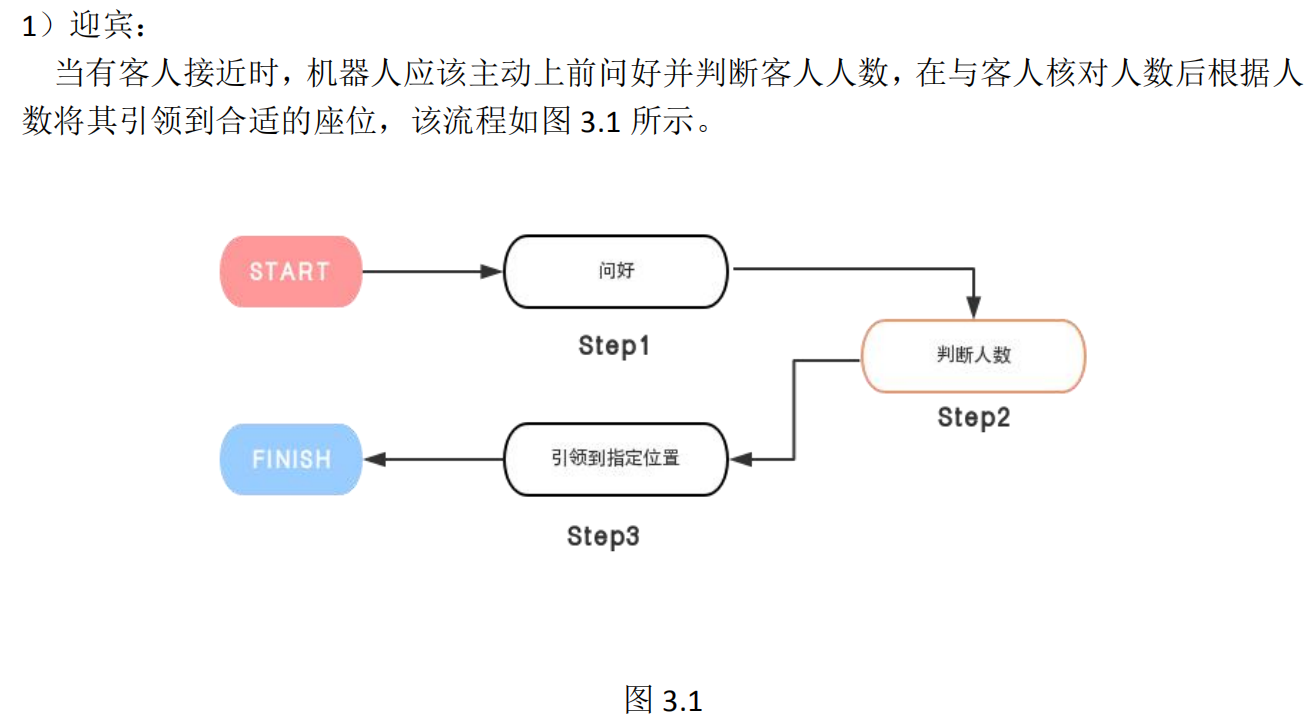 1）迎宾：
当有客人接近时，机器人应该主动上前问好并判断客人人数，在与客人核对人数后根据人
数将其引领到合适的座位，该流程如图 3.1 所示。
START
问好
Step1
判断人数
Step2
FINISH
引领到指定位置
Step3
图 3.1